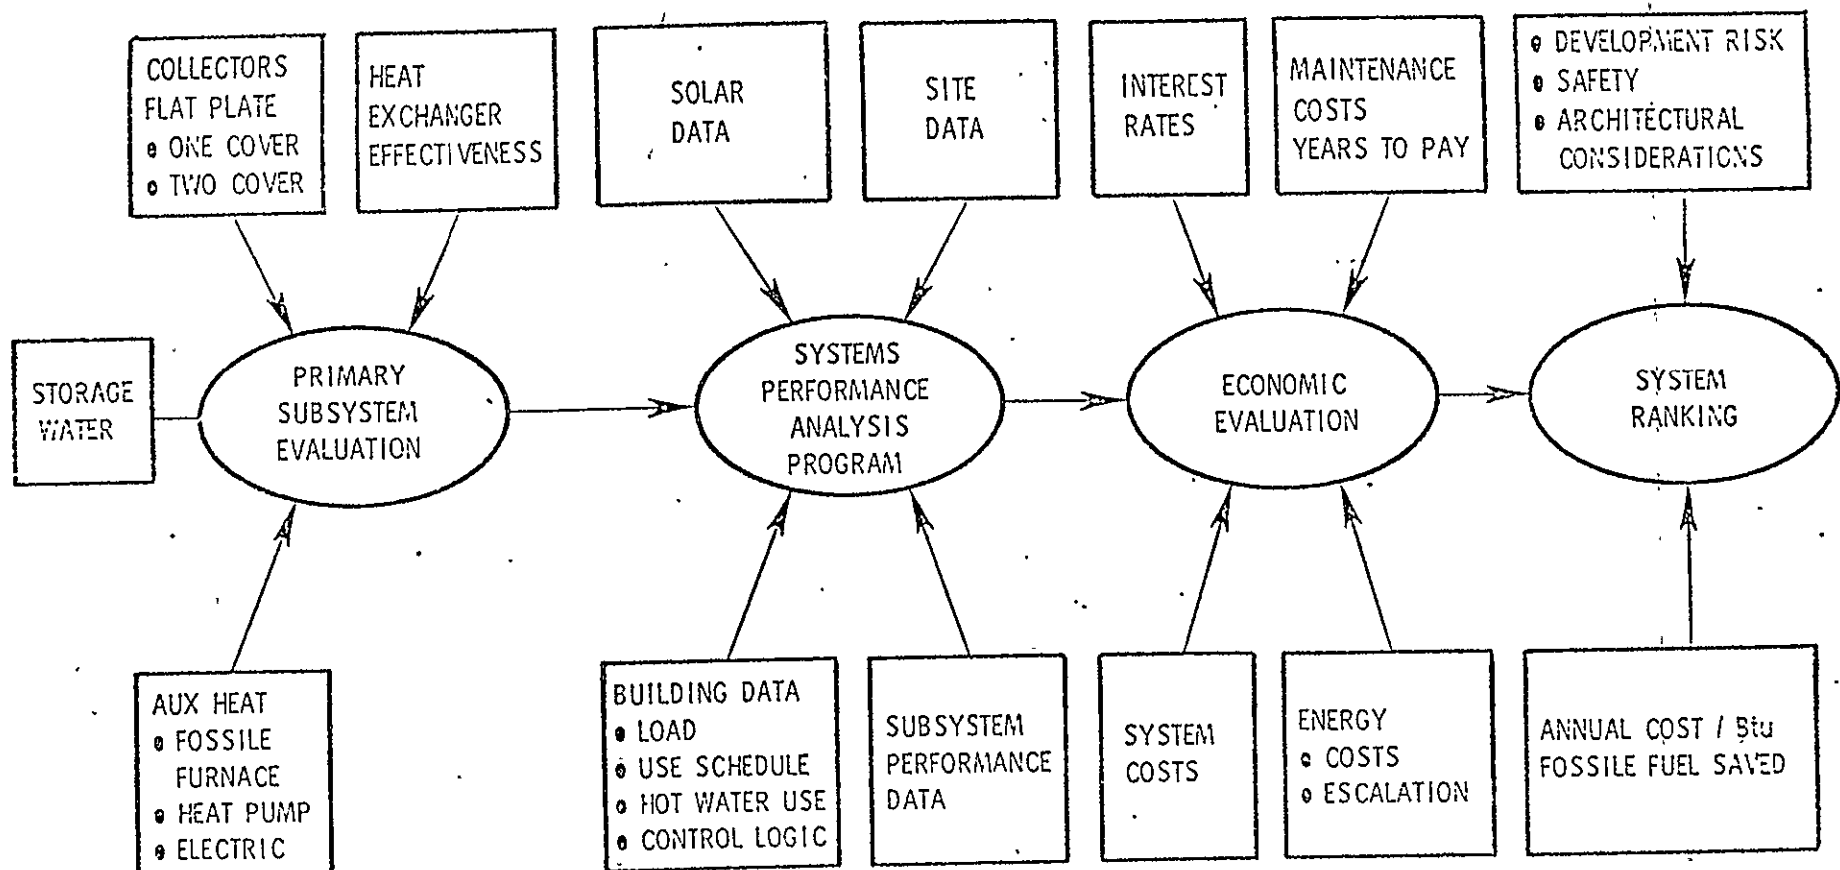 COLLECTORS
FLAT PLATE
• ONE COVER
• TWO COVER
HEAT
EXCHANGER
EFFECTIVENESS
SOLAR
DATA
SITE
DATA
INTEREST
RATES
MAINTENANCE
COSTS
YEARS TO PAY
• DEVELOPMENT RISK
• SAFETY
• ARCHITECTURAL
CONSIDERATIONS
STORAGE
WATER
PRIMARY
SUBSYSTEM
EVALUATION
SYSTEMS
PERFORMANCE
ANALYSIS
PROGRAM
ECONOMIC
EVALUATION
SYSTEM
RANKING
AUX HEAT
• FOSSILE
FURNACE
• HEAT PUMP
• ELECTRIC
BUILDING DATA
• LOAD
• USE SCHEDULE
• HOT WATER USE
• CONTROL LOGIC
SUBSYSTEM
PERFORMANCE
DATA
SYSTEM
COSTS
ENERGY
• COSTS
• ESCALATION
ANNUAL COST / Btu
FOSSILE FUEL SAVED